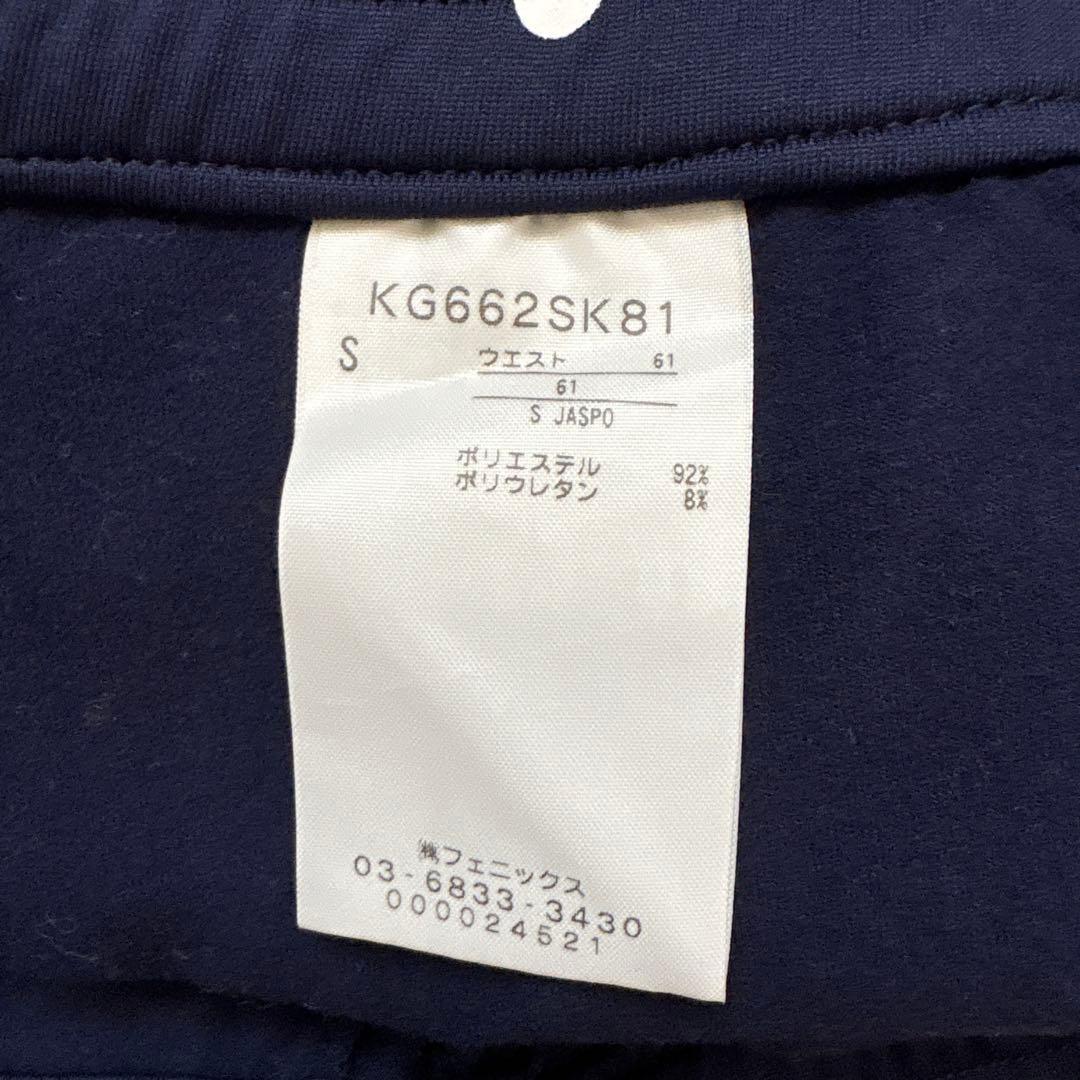 KG662SK81
S
ウエスト 61
61
S JASPO
ポリエステル 92%
ポリウレタン 8%
㈱フェニックス
03-6833-3430
000024521